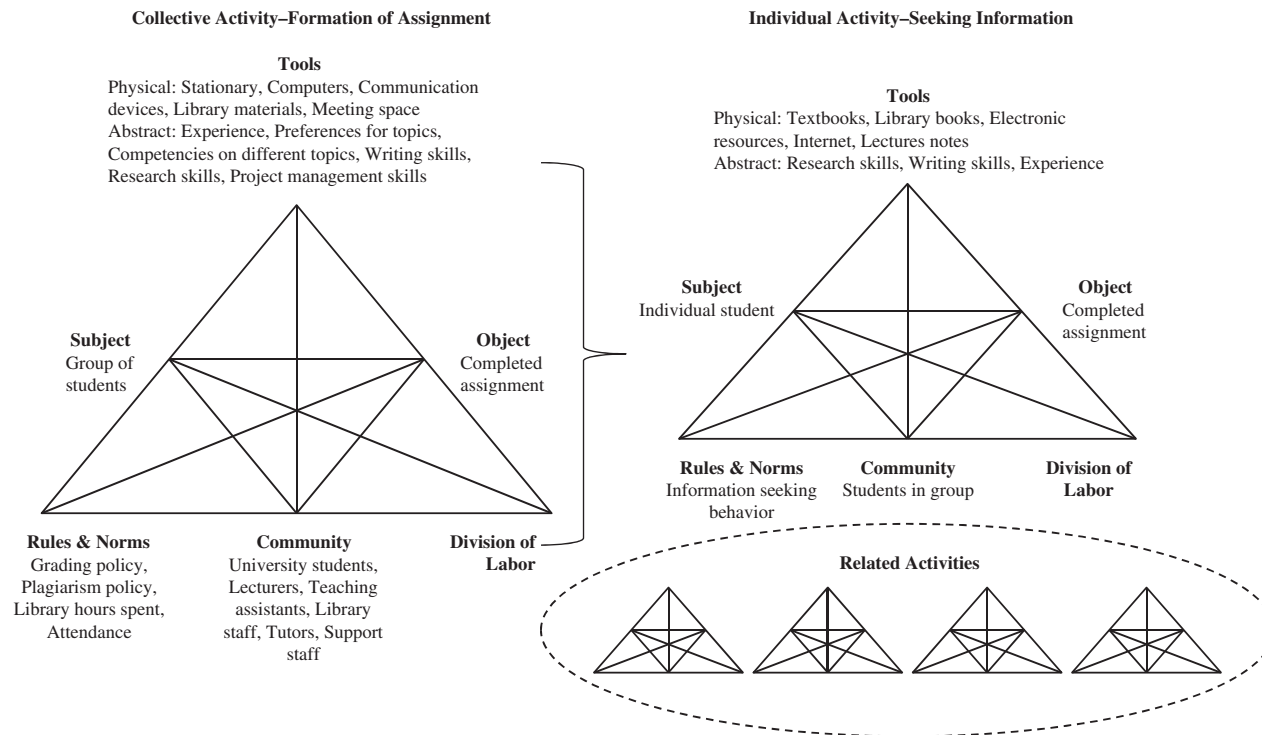 Collective Activity–Formation of Assignment
Tools
Physical: Stationary, Computers, Communication
devices, Library materials, Meeting space
Abstract: Experience, Preferences for topics,
Competencies on different topics, Writing skills,
Research skills, Project management skills
Subject
Group of
students
Object
Completed
assignment
Rules & Norms
Grading policy,
Plagiarism policy,
Library hours spent,
Attendance
Community
University students,
Lecturers, Teaching
assistants, Library
staff, Tutors, Support
staff
Division of
Labor
Individual Activity–Seeking Information
Tools
Physical: Textbooks, Library books, Electronic
resources, Internet, Lectures notes
Abstract: Research skills, Writing skills, Experience
Subject
Individual student
Object
Completed
assignment
Rules & Norms
Information seeking
behavior
Community
Students in group
Division of
Labor
Related Activities